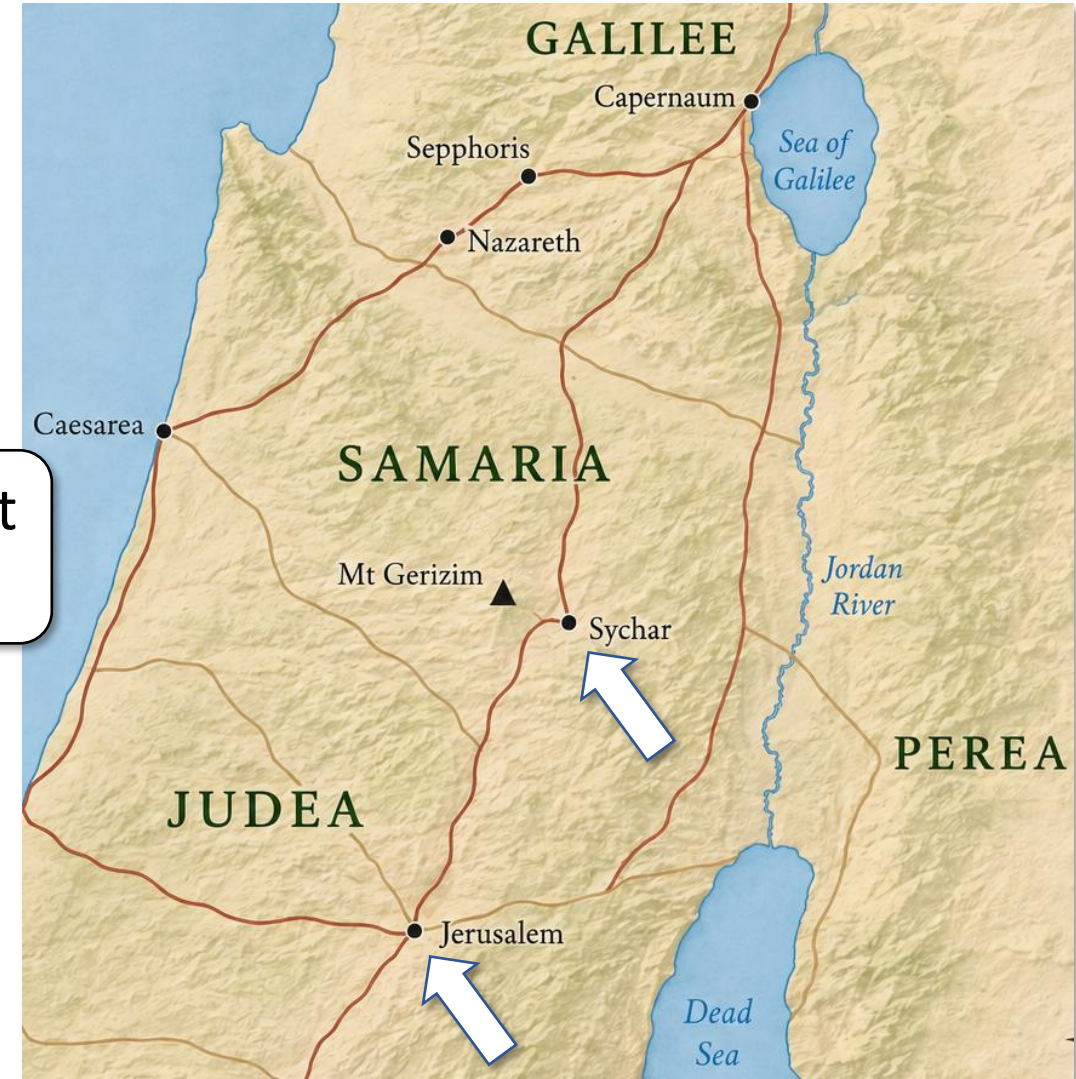 GALILEE
Capernaum
Sea of
Galilee
Sepphoris
Nazareth
Caesarea
SAMARIA
t
Mt Gerizim
Jordan
River
Sychar
PEREA
JUDEA
Jerusalem
Dead
Sea